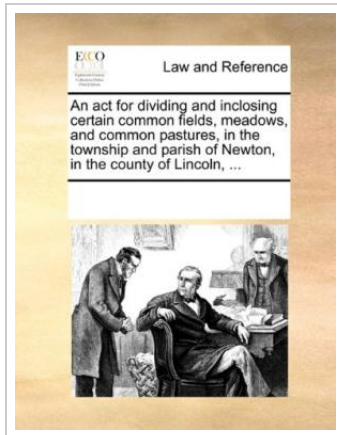 ECCO
Law and Reference
An act for dividing and inclosing
certain common fields, meadows,
and common pastures, in the
township and parish of Newton,
in the county of Lincoln, ...